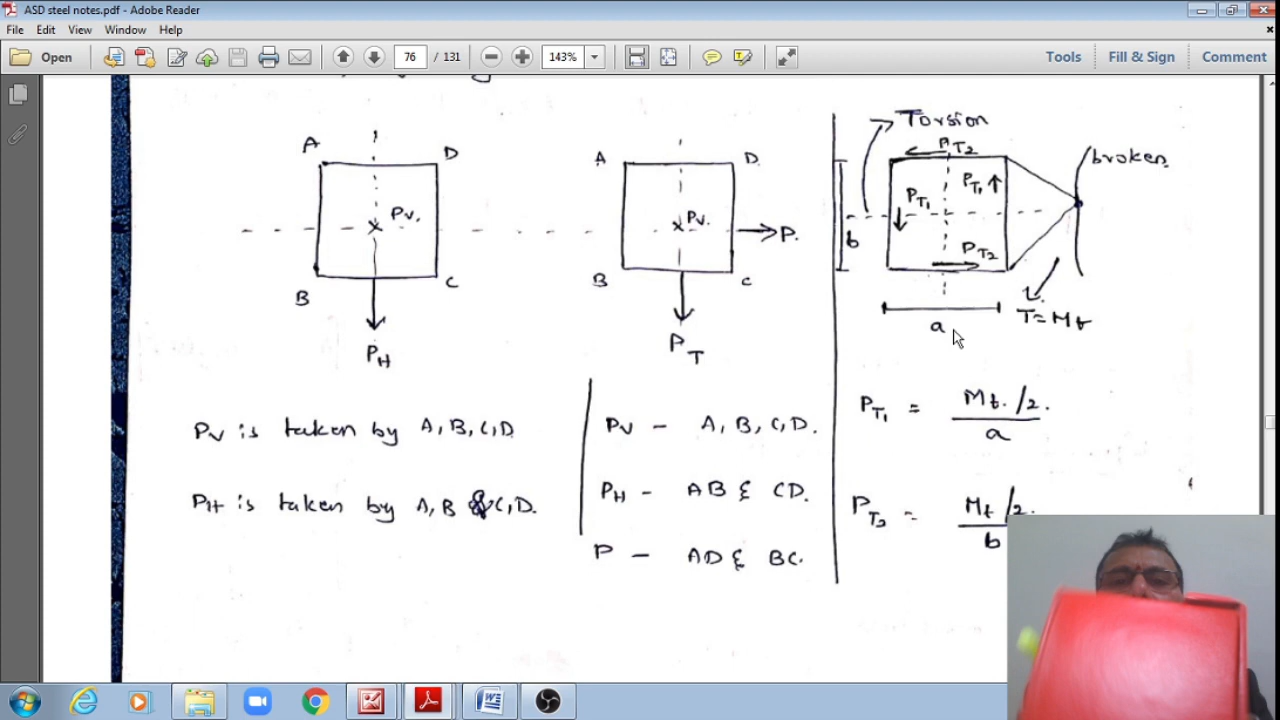 ASD steel notes.pdf - Adobe Reader
File Edit View Window Help
Open 76 / 131 143% Tools Fill & Sign Comment
A D
Pv.
B C
PH
A D.
Pv.
P.
B C
PT
Torsion
PT2
broken
PT1 PT1
b
PT2
T=Mt
a
Pv is taken by A, B, C, D
PH is taken by A, B & C, D.
Pv - A, B, C, D.
PH - AB & CD.
P - AD & BC.
PT1 = Mt./2.
a
PT2 = Mt/2.
b